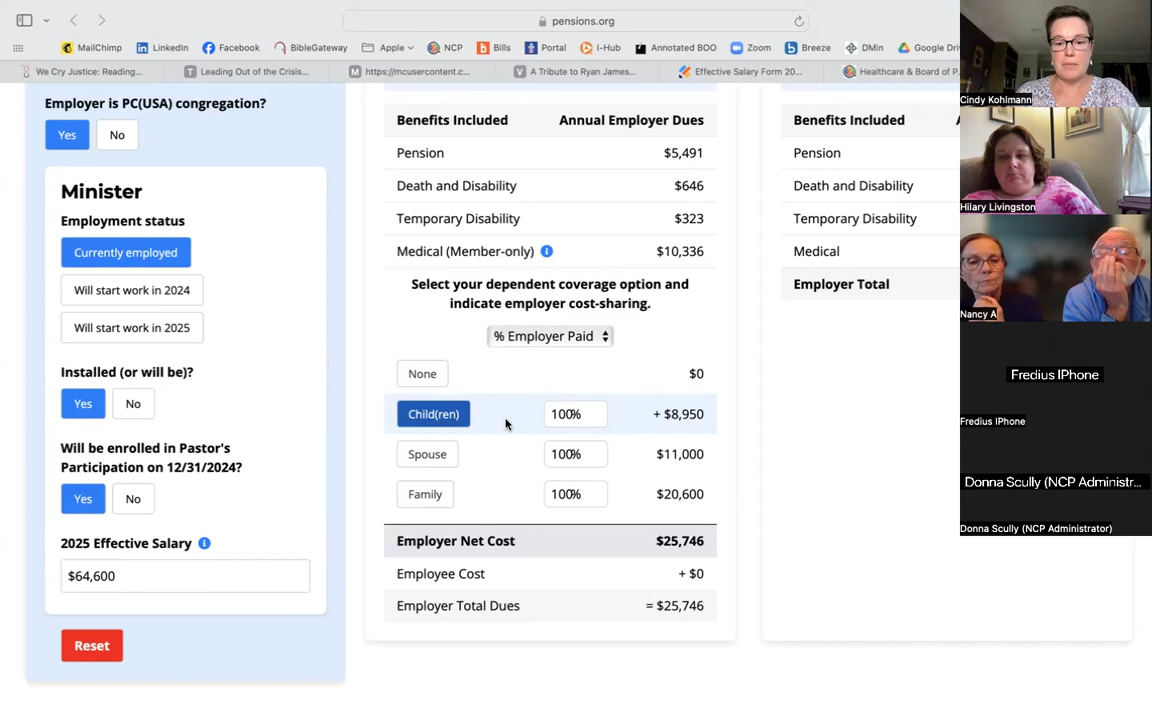 pensions.org
MailChimp LinkedIn Facebook BibleGateway Apple NCP Bills Portal I-Hub Annotated BOO Zoom Breeze DMin Google Dri
We Cry Justice: Reading... Leading Out of the Crisis... https://mcusercontent.c... A Tribute to Ryan James... Effective Salary Form 20... Healthcare & Board of P.
Employer is PC(USA) congregation?
Yes No
Minister
Employment status
Currently employed
Will start work in 2024
Will start work in 2025
Installed (or will be)?
Yes No
Will be enrolled in Pastor's
Participation on 12/31/2024?
Yes No
2025 Effective Salary
$64,600
Reset
Benefits Included Annual Employer Dues
Pension $5,491
Death and Disability $646
Temporary Disability $323
Medical (Member-only) $10,336
Select your dependent coverage option and
indicate employer cost-sharing.
% Employer Paid
None $0
Child(ren) 100% + $8,950
Spouse 100% $11,000
Family 100% $20,600
Employer Net Cost $25,746
Employee Cost + $0
Employer Total Dues = $25,746
Benefits Included
Pension
Death and Disability
Temporary Disability
Medical
Employer Total
Cindy Kohlmann
Hilary Livingston
Nancy A
Fredius IPhone
Fredius IPhone
Donna Scully (NCP Administr...
Donna Scully (NCP Administrator)